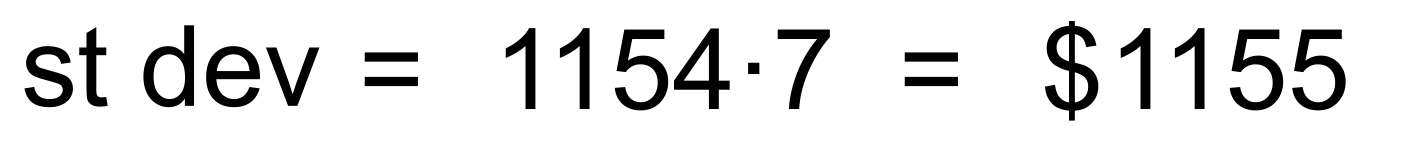 st dev = 1154·7 = $1155